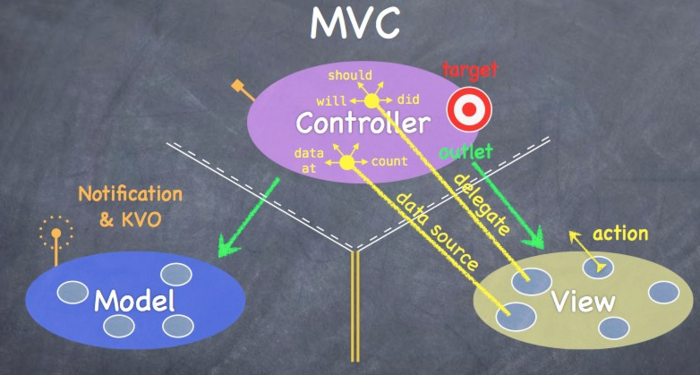 MVC
should
target
will
did
Controller
data
at
count
outlet
delegate
data source
Notification
& KVO
action
Model
View